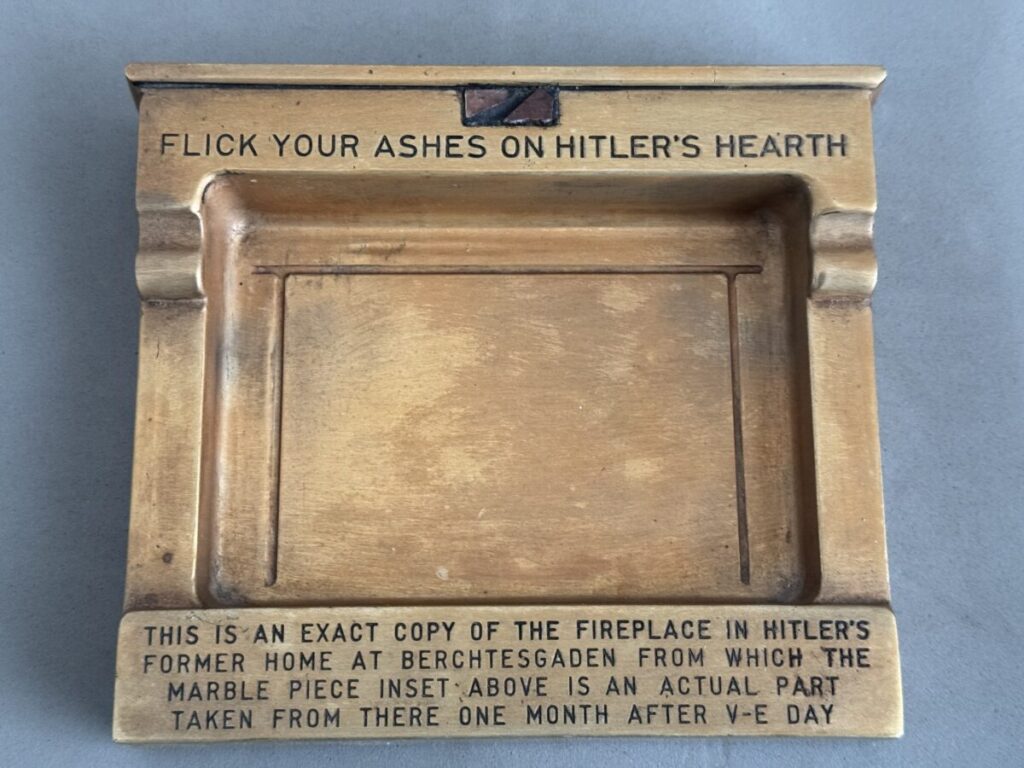 FLICK YOUR ASHES ON HITLER'S HEARTH
THIS IS AN EXACT COPY OF THE FIREPLACE IN HITLER'S
FORMER HOME AT BERCHTESGADEN FROM WHICH THE
MARBLE PIECE INSET ABOVE IS AN ACTUAL PART
TAKEN FROM THERE ONE MONTH AFTER V-E DAY